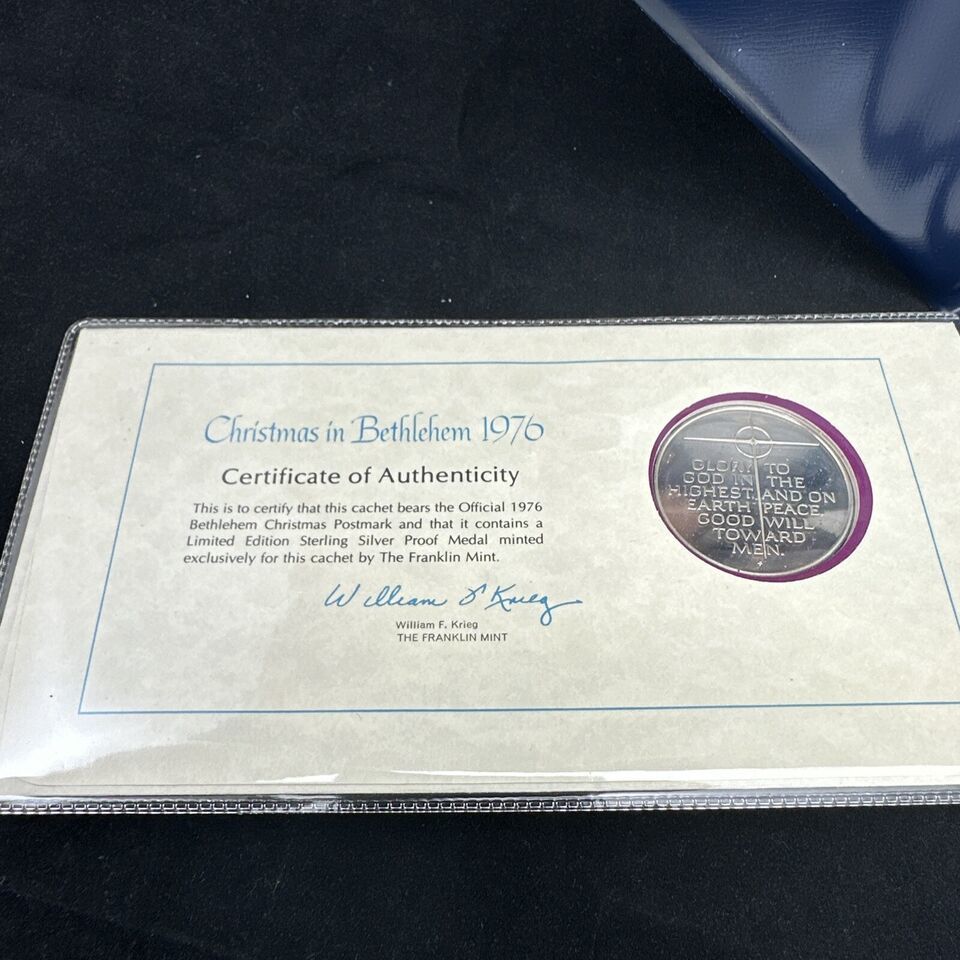 Christmas in Bethlehem 1976
Certificate of Authenticity
This is to certify that this cachet bears the Official 1976
Bethlehem Christmas Postmark and that it contains a
Limited Edition Sterling Silver Proof Medal minted
exclusively for this cachet by The Franklin Mint.
William F Krieg
William F. Krieg
THE FRANKLIN MINT
GLORY TO
GOD IN THE
HIGHEST, AND ON
EARTH PEACE,
GOOD WILL
TOWARD
MEN.